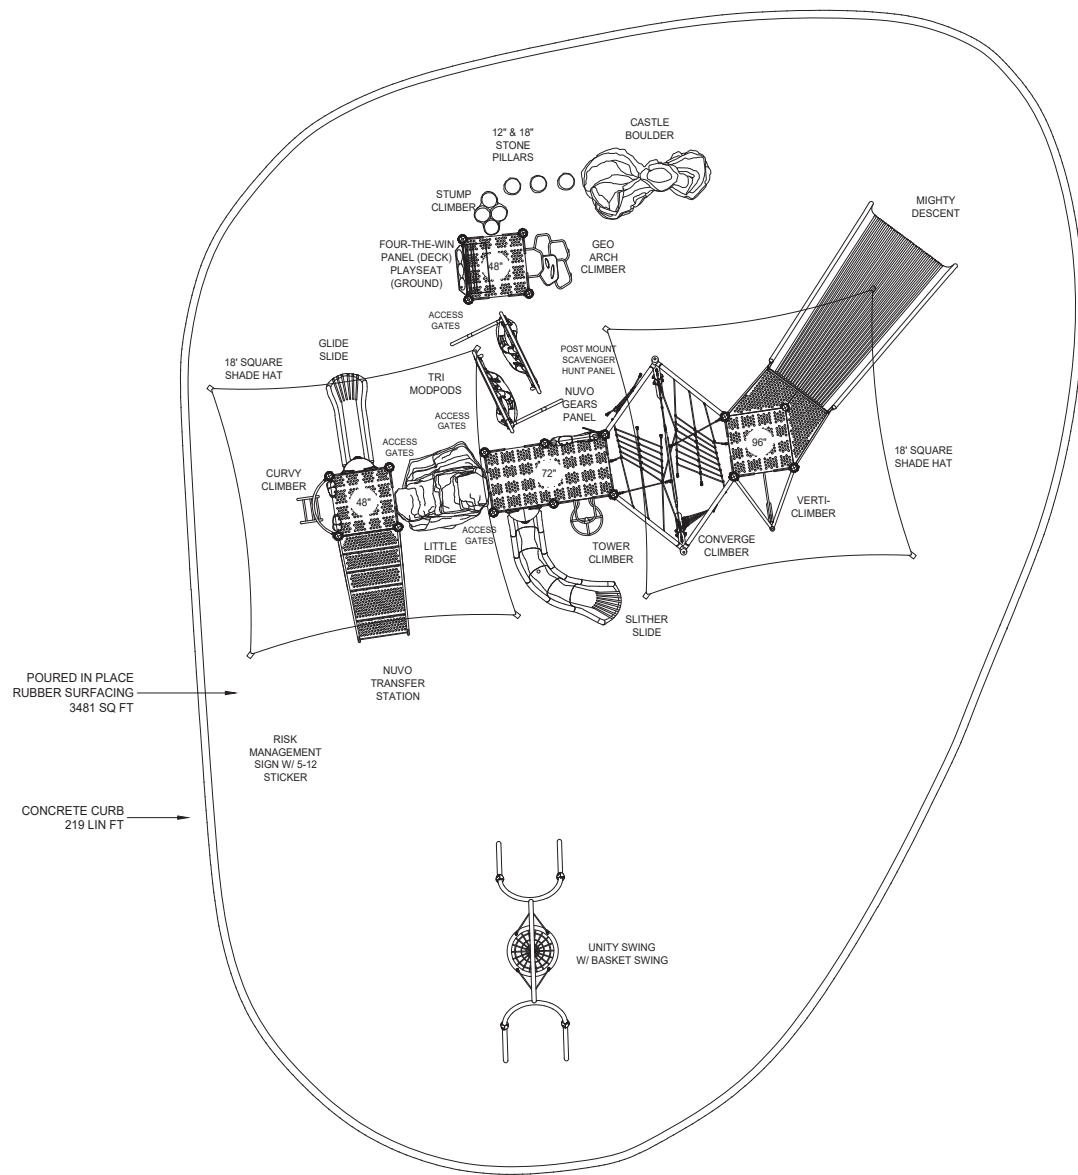 12" & 18"
STONE
PILLARS
CASTLE
BOULDER
STUMP
CLIMBER
MIGHTY
DESCENT
FOUR-THE-WIN
PANEL (DECK)
PLAYSEAT
(GROUND)
48"
GEO
ARCH
CLIMBER
ACCESS
GATES
GLIDE
SLIDE
18' SQUARE
SHADE HAT
TRI
MODPODS
POST MOUNT
SCAVENGER
HUNT PANEL
NUVO
GEARS
PANEL
ACCESS
GATES
ACCESS
GATES
CURVY
CLIMBER
48"
72"
96"
18' SQUARE
SHADE HAT
VERTI-
CLIMBER
LITTLE
RIDGE
ACCESS
GATES
TOWER
CLIMBER
CONVERGE
CLIMBER
SLITHER
SLIDE
NUVO
TRANSFER
STATION
POURED IN PLACE
RUBBER SURFACING
3481 SQ FT
RISK
MANAGEMENT
SIGN W/ 5-12
STICKER
CONCRETE CURB
219 LIN FT
UNITY SWING
W/ BASKET SWING